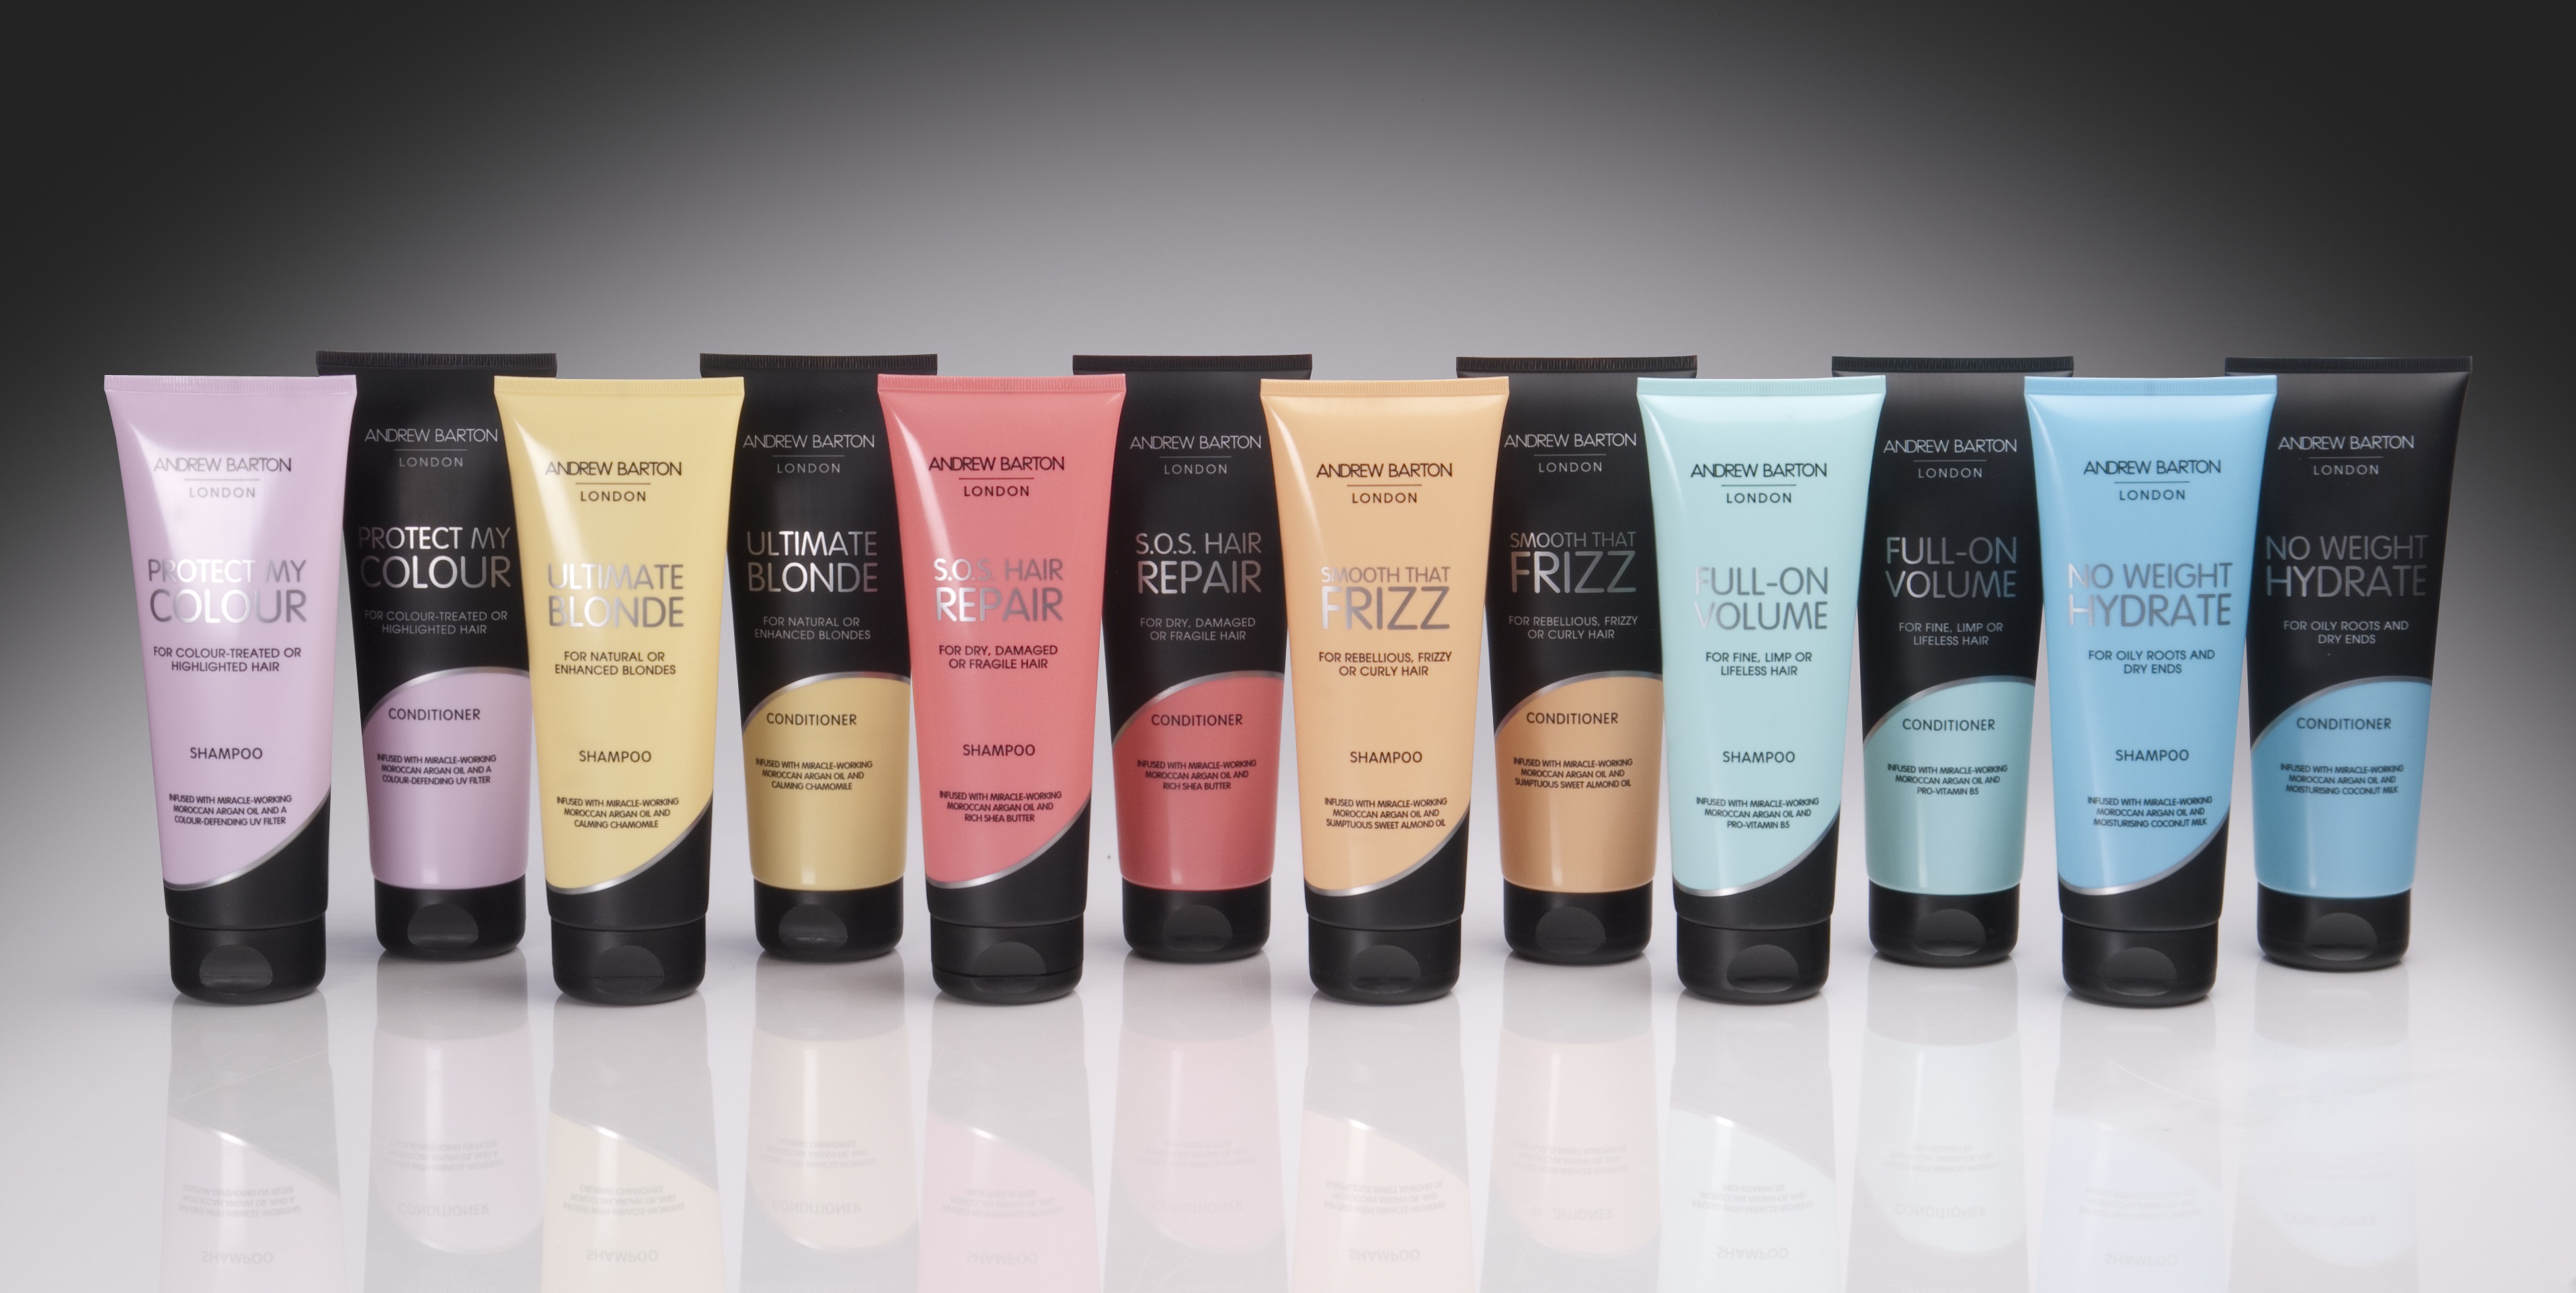 ANDREW BARTON
LONDON
PROTECT MY
COLOUR
FOR COLOUR-TREATED OR
HIGHLIGHTED HAIR
SHAMPOO
INFUSED WITH MIRACLE-WORKING
MOROCCAN ARGAN OIL AND A
COLOUR-DEFENDING UV FILTER
ANDREW BARTON
LONDON
PROTECT MY
COLOUR
FOR COLOUR-TREATED OR
HIGHLIGHTED HAIR
CONDITIONER
INFUSED WITH MIRACLE-WORKING
MOROCCAN ARGAN OIL AND A
COLOUR-DEFENDING UV FILTER
ANDREW BARTON
LONDON
ULTIMATE
BLONDE
FOR NATURAL OR
ENHANCED BLONDES
SHAMPOO
INFUSED WITH MIRACLE-WORKING
MOROCCAN ARGAN OIL AND
CALMING CHAMOMILE
ANDREW BARTON
LONDON
ULTIMATE
BLONDE
FOR NATURAL OR
ENHANCED BLONDES
CONDITIONER
INFUSED WITH MIRACLE-WORKING
MOROCCAN ARGAN OIL AND
CALMING CHAMOMILE
ANDREW BARTON
LONDON
S.O.S. HAIR
REPAIR
FOR DRY, DAMAGED
OR FRAGILE HAIR
SHAMPOO
INFUSED WITH MIRACLE-WORKING
MOROCCAN ARGAN OIL AND
RICH SHEA BUTTER
ANDREW BARTON
LONDON
S.O.S. HAIR
REPAIR
FOR DRY, DAMAGED
OR FRAGILE HAIR
CONDITIONER
INFUSED WITH MIRACLE-WORKING
MOROCCAN ARGAN OIL AND
RICH SHEA BUTTER
ANDREW BARTON
LONDON
SMOOTH THAT
FRIZZ
FOR REBELLIOUS, FRIZZY
OR CURLY HAIR
SHAMPOO
INFUSED WITH MIRACLE-WORKING
MOROCCAN ARGAN OIL AND
SUMPTUOUS SWEET ALMOND OIL
ANDREW BARTON
LONDON
SMOOTH THAT
FRIZZ
FOR REBELLIOUS, FRIZZY
OR CURLY HAIR
CONDITIONER
INFUSED WITH MIRACLE-WORKING
MOROCCAN ARGAN OIL AND
SUMPTUOUS SWEET ALMOND OIL
ANDREW BARTON
LONDON
FULL-ON
VOLUME
FOR FINE, LIMP OR
LIFELESS HAIR
SHAMPOO
INFUSED WITH MIRACLE-WORKING
MOROCCAN ARGAN OIL AND
PRO-VITAMIN B5
ANDREW BARTON
LONDON
FULL-ON
VOLUME
FOR FINE, LIMP OR
LIFELESS HAIR
CONDITIONER
INFUSED WITH MIRACLE-WORKING
MOROCCAN ARGAN OIL AND
PRO-VITAMIN B5
ANDREW BARTON
LONDON
NO WEIGHT
HYDRATE
FOR OILY ROOTS AND
DRY ENDS
SHAMPOO
INFUSED WITH MIRACLE-WORKING
MOROCCAN ARGAN OIL AND
MOISTURISING COCONUT MILK
ANDREW BARTON
LONDON
NO WEIGHT
HYDRATE
FOR OILY ROOTS AND
DRY ENDS
CONDITIONER
INFUSED WITH MIRACLE-WORKING
MOROCCAN ARGAN OIL AND
MOISTURISING COCONUT MILK